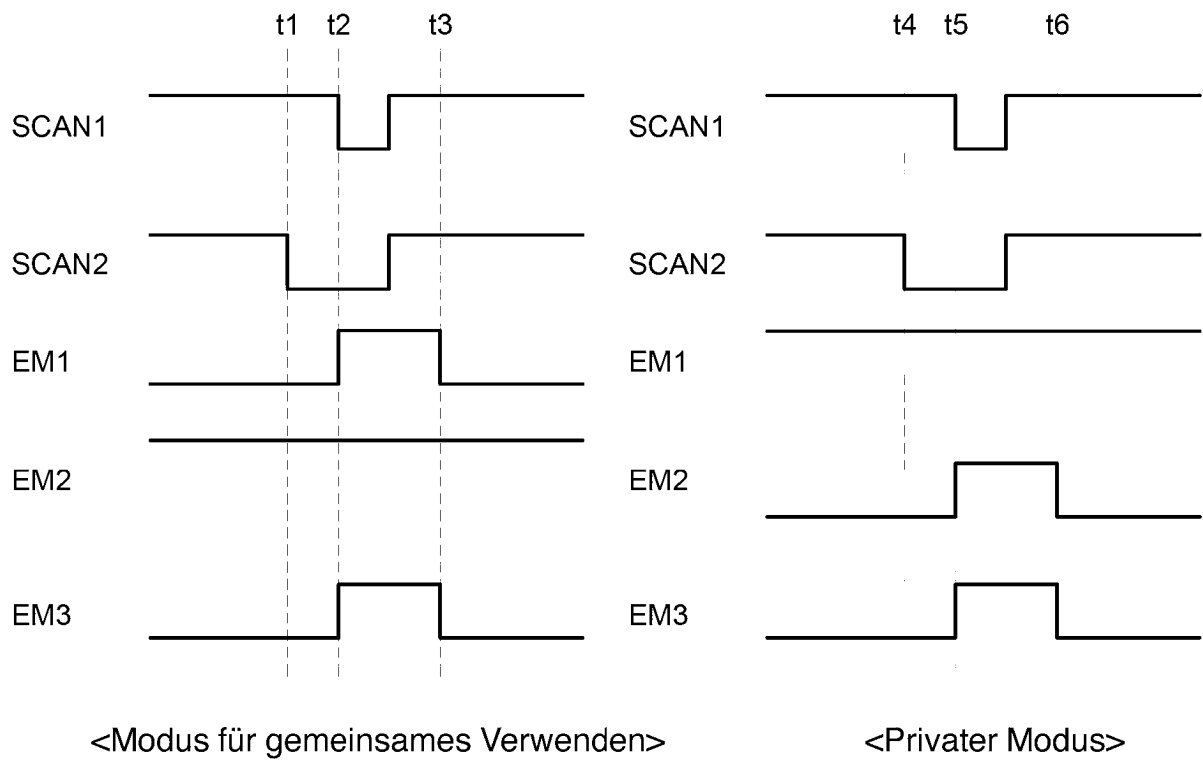 t1 t2 t3 t4 t5 t6
SCAN1 SCAN1
SCAN2 SCAN2
EM1 EM1
EM2 EM2
EM3 EM3
<Modus für gemeinsames Verwenden> <Privater Modus>